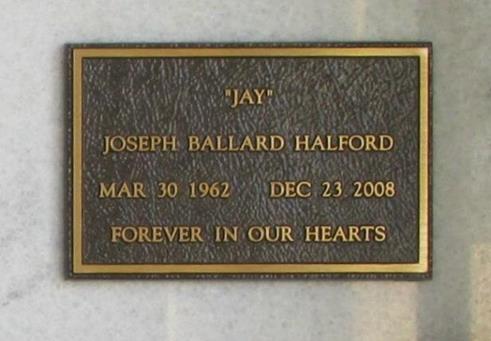 "JAY"
JOSEPH BALLARD HALFORD
MAR 30 1962 DEC 23 2008
FOREVER IN OUR HEARTS